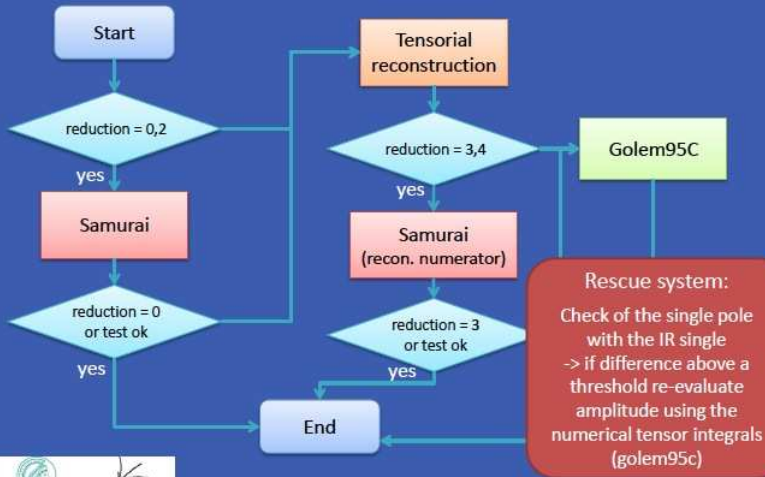 Start
reduction = 0,2
yes
Samurai
reduction = 0
or test ok
yes
Tensorial
reconstruction
reduction = 3,4
yes
Samurai
(recon. numerator)
reduction = 3
or test ok
yes
End
Golem95C
Rescue system:
Check of the single pole
with the IR single
-> if difference above a
threshold re-evaluate
amplitude using the
numerical tensor integrals
(golem95c)